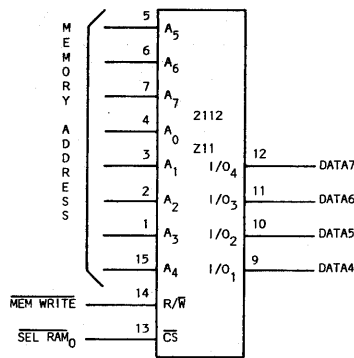 MEMORY ADDRESS
5 A5
6 A6
7 A7
4 A0
2112
Z11
3 A1 I/O4 12 DATA7
2 A2 I/O3 11 DATA6
1 A3 I/O2 10 DATA5
15 A4 I/O1 9 DATA4
MEM WRITE 14 R/W̅
SEL RAM0 13 C̅S̅